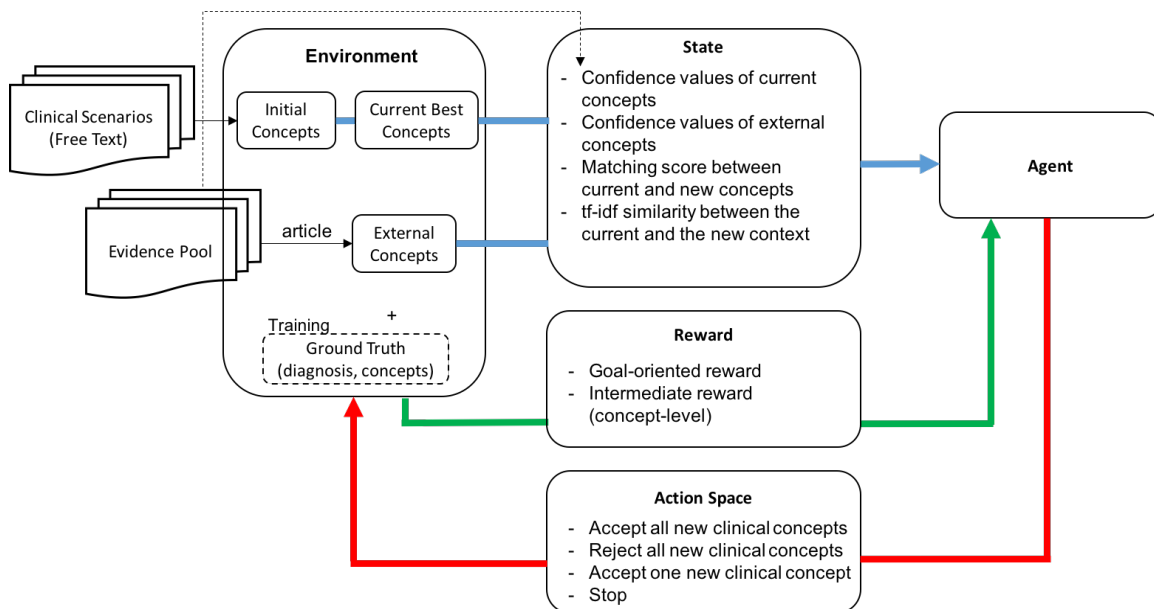 Clinical Scenarios
(Free Text)
Evidence Pool
article
Environment
Initial
Concepts
Current Best
Concepts
External
Concepts
+
Training
Ground Truth
(diagnosis, concepts)
State
- Confidence values of current
concepts
- Confidence values of external
concepts
- Matching score between
current and new concepts
- tf-idf similarity between the
current and the new context
Agent
Reward
- Goal-oriented reward
- Intermediate reward
(concept-level)
Action Space
- Accept all new clinical concepts
- Reject all new clinical concepts
- Accept one new clinical concept
- Stop